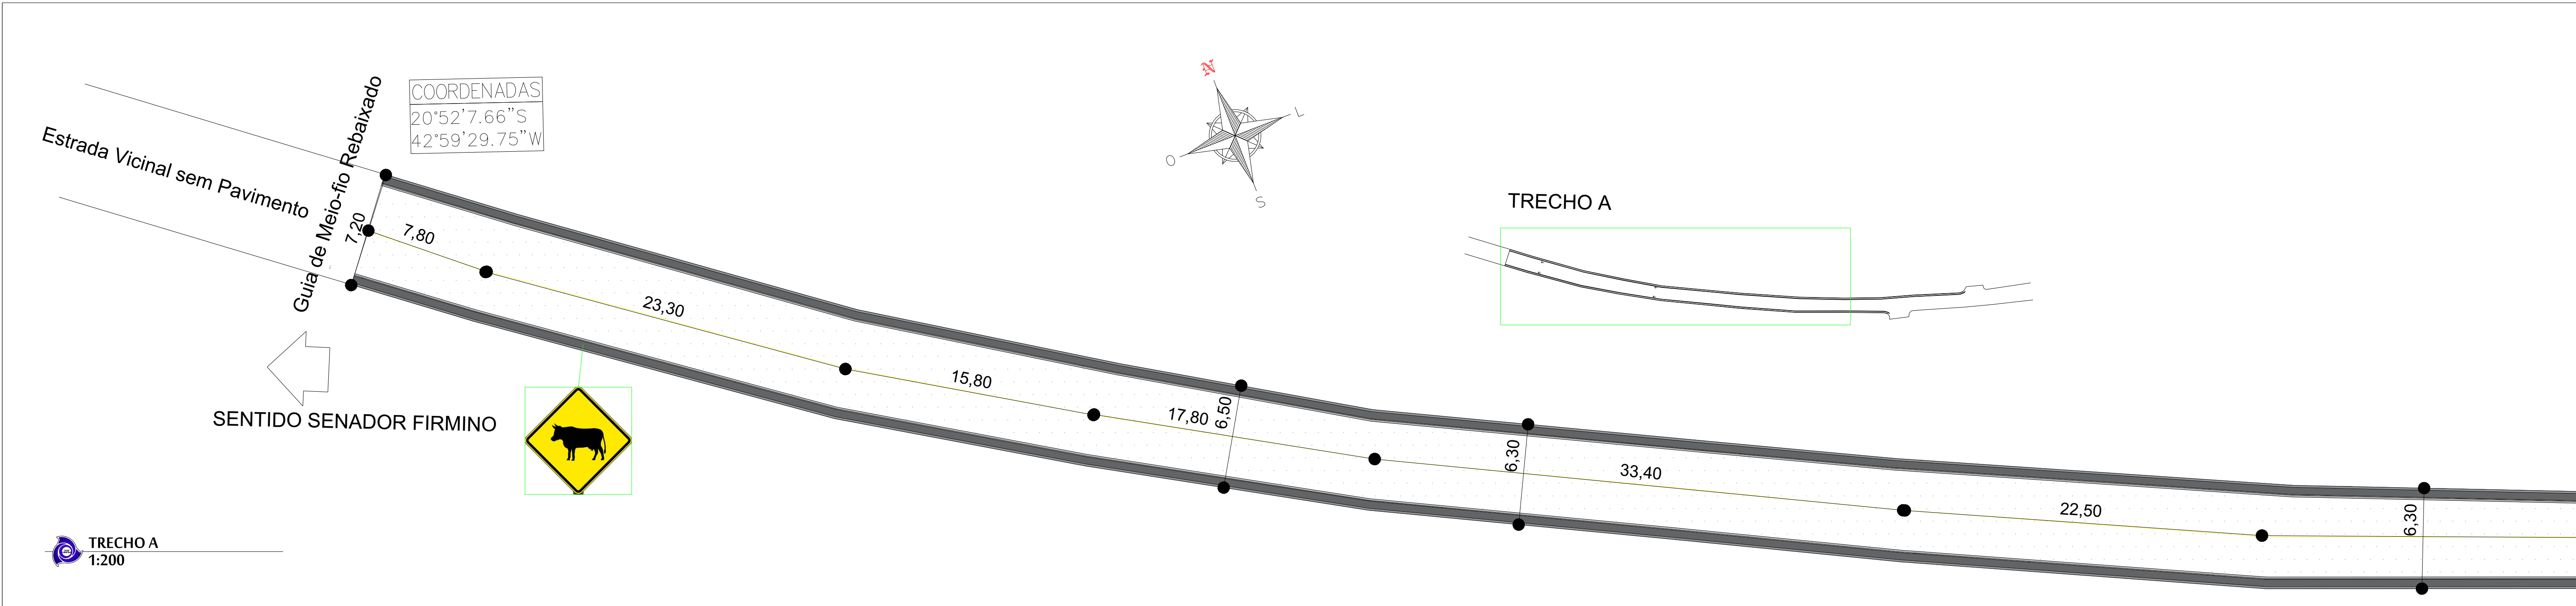 COORDENADAS
20°52'7.66"S
42°59'29.75"W
Estrada Vicinal sem Pavimento
Guia de Meio-fio Rebaixado
7,20
7,80
23,30
15,80
17,80
6,50
6,30
33,40
22,50
6,30
N
L
O
S
TRECHO A
SENTIDO SENADOR FIRMINO
TRECHO A
1:200